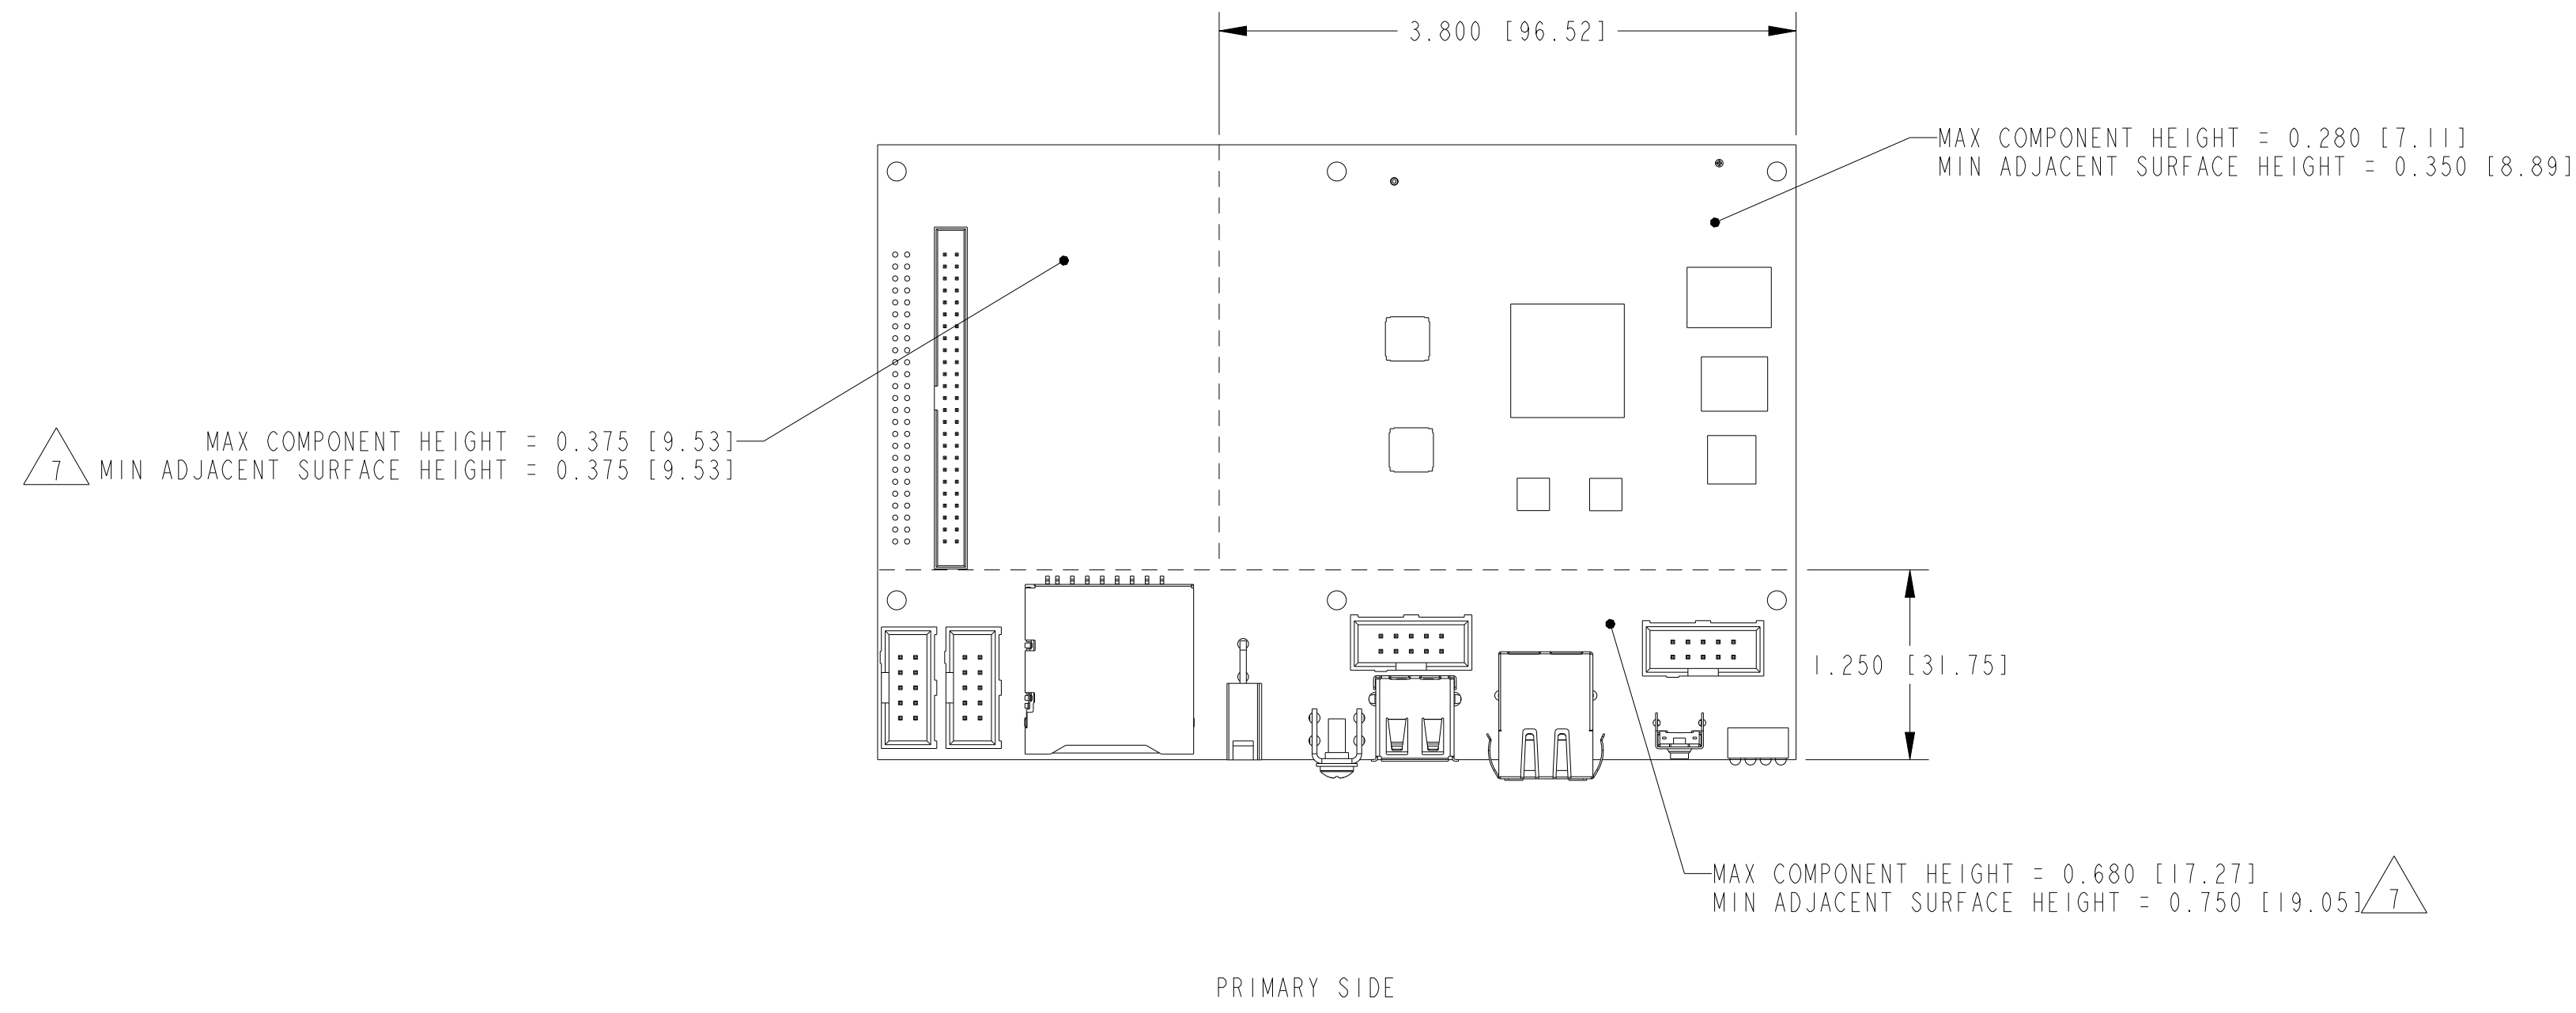 3.800 [96.52]
MAX COMPONENT HEIGHT = 0.280 [7.11]
MIN ADJACENT SURFACE HEIGHT = 0.350 [8.89]
MAX COMPONENT HEIGHT = 0.375 [9.53]
7 MIN ADJACENT SURFACE HEIGHT = 0.375 [9.53]
1.250 [31.75]
MAX COMPONENT HEIGHT = 0.680 [17.27]
MIN ADJACENT SURFACE HEIGHT = 0.750 [19.05] 7
PRIMARY SIDE